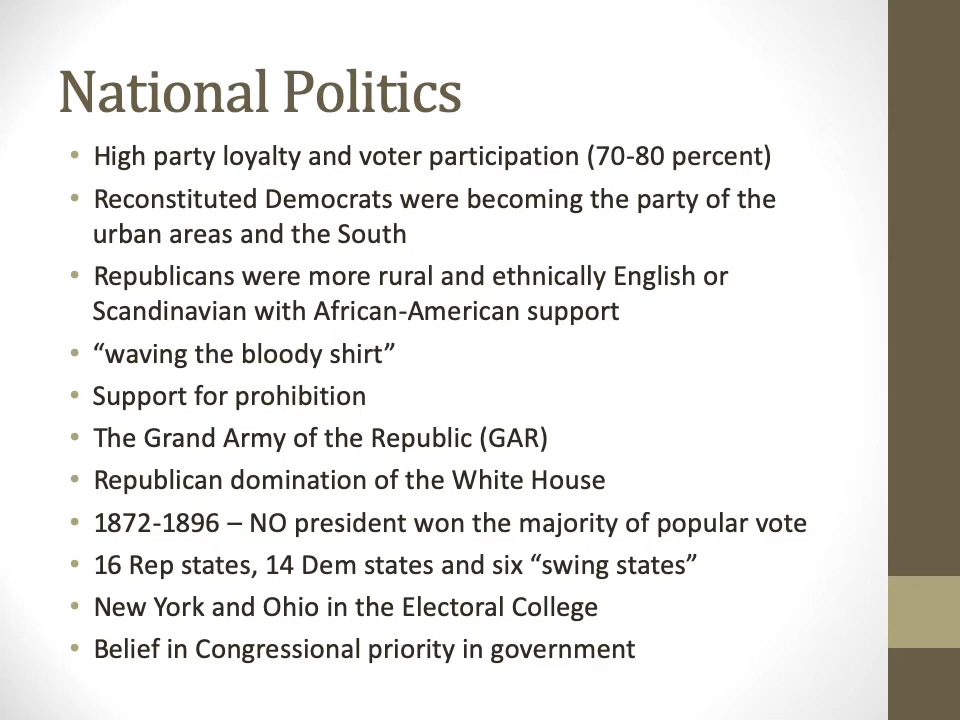 National Politics
• High party loyalty and voter participation (70-80 percent)
• Reconstituted Democrats were becoming the party of the
urban areas and the South
• Republicans were more rural and ethnically English or
Scandinavian with African-American support
• “waving the bloody shirt”
• Support for prohibition
• The Grand Army of the Republic (GAR)
• Republican domination of the White House
• 1872-1896 – NO president won the majority of popular vote
• 16 Rep states, 14 Dem states and six “swing states”
• New York and Ohio in the Electoral College
• Belief in Congressional priority in government